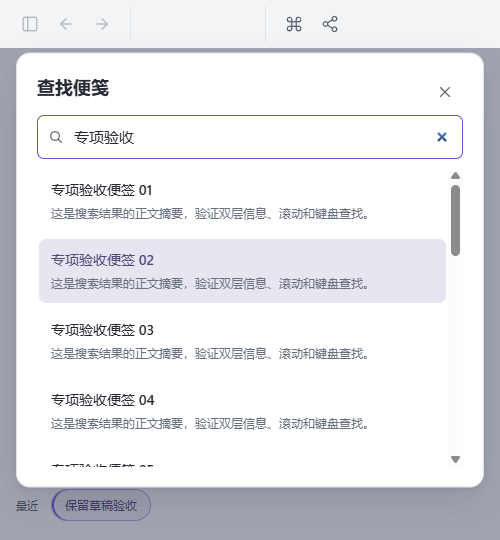 查找便笺
专项验收
专项验收便签 01
这是搜索结果的正文摘要，验证双层信息、滚动和键盘查找。
专项验收便签 02
这是搜索结果的正文摘要，验证双层信息、滚动和键盘查找。
专项验收便签 03
这是搜索结果的正文摘要，验证双层信息、滚动和键盘查找。
专项验收便签 04
这是搜索结果的正文摘要，验证双层信息、滚动和键盘查找。
专项验收便签 05
最近
保留草稿验收